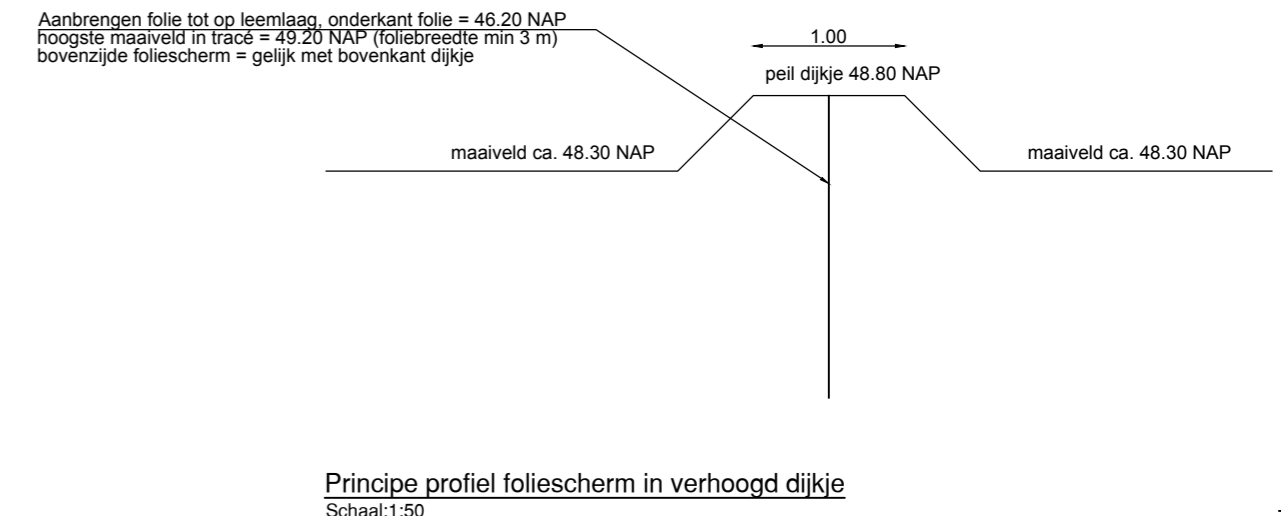 Aanbrengen folie tot op leemlaag, onderkant folie = 46.20 NAP
hoogste maaiveld in tracé = 49.20 NAP (foliebreedte min 3 m)
bovenzijde foliescherm = gelijk met bovenkant dijkje
1.00
peil dijkje 48.80 NAP
maaiveld ca. 48.30 NAP
maaiveld ca. 48.30 NAP
Principe profiel foliescherm in verhoogd dijkje
Schaal:1:50